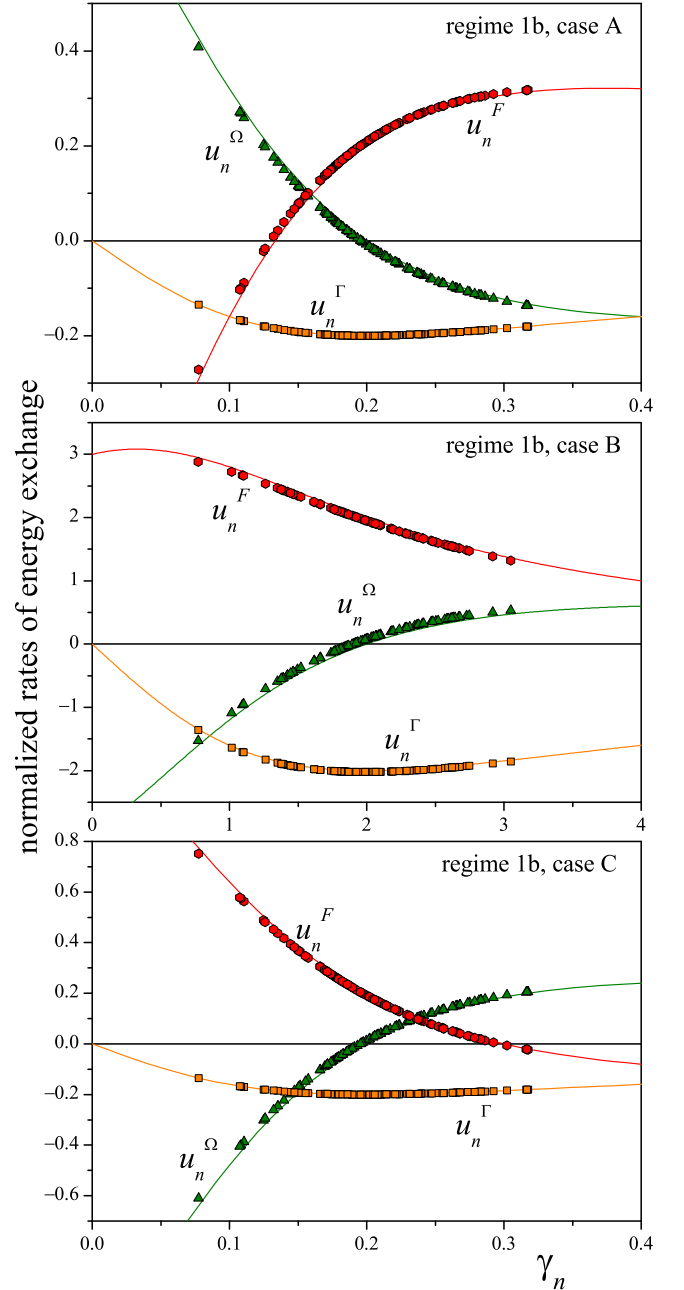 regime 1b, case A
0.4
0.2
0.0
−0.2
u_n^Ω
u_n^F
u_n^Γ
0.0 0.1 0.2 0.3 0.4
normalized rates of energy exchange
regime 1b, case B
3
2
1
0
−1
−2
u_n^F
u_n^Ω
u_n^Γ
0 1 2 3 4
regime 1b, case C
0.8
0.6
0.4
0.2
0.0
−0.2
−0.4
−0.6
u_n^F
u_n^Ω
u_n^Γ
0.0 0.1 0.2 0.3 0.4
γ_n